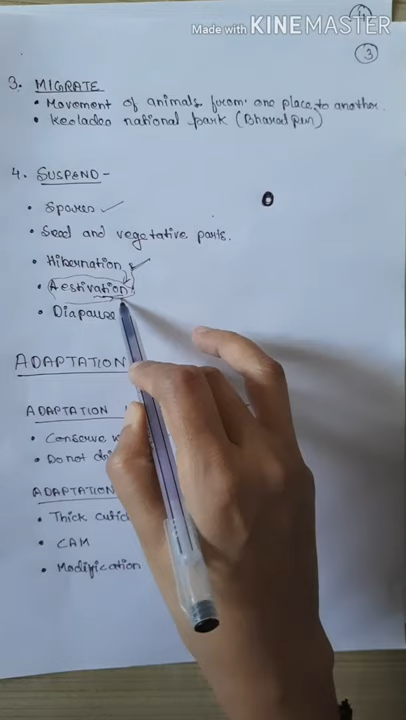 Made with KINEMASTER
4
3
3. MIGRATE
• Movement of animals from one place to another.
• Keoladeo national park (Bharatpur)
4. SUSPEND -
• Spores
• Seed and vegetative parts.
• Hibernation
• Aestivation
• Diapause
ADAPTATION
ADAPTATION
• Conserve
• Do not
ADAPTATION
• Thick
• CAM
• Modification